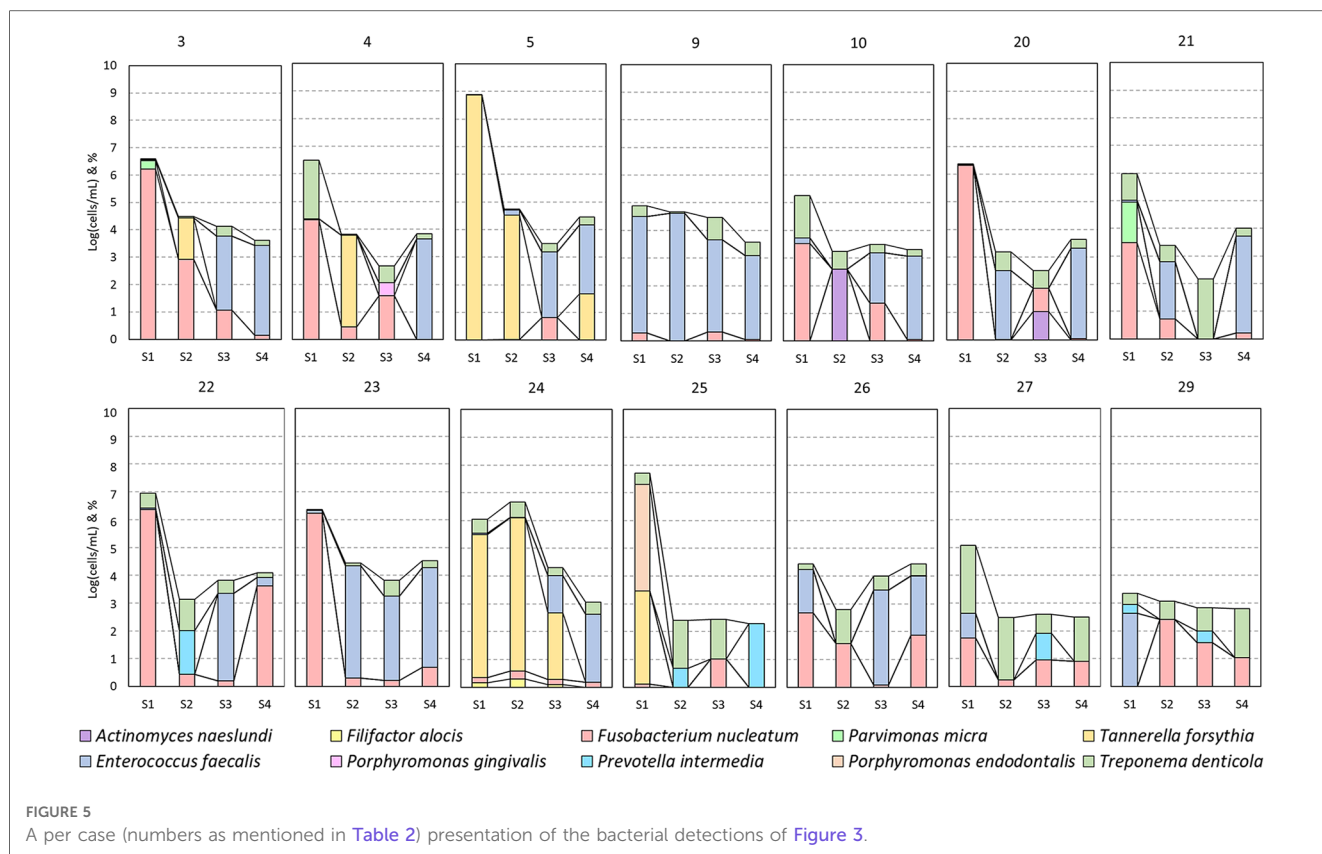 3 4 5 9 10 20 21
10
9
8
7
6
5
4
3
2
1
0
Log(cells/mL) & %
S1 S2 S3 S4 S1 S2 S3 S4 S1 S2 S3 S4 S1 S2 S3 S4 S1 S2 S3 S4 S1 S2 S3 S4 S1 S2 S3 S4
22 23 24 25 26 27 29
10
9
8
7
6
5
4
3
2
1
0
Log(cells/mL) & %
S1 S2 S3 S4 S1 S2 S3 S4 S1 S2 S3 S4 S1 S2 S3 S4 S1 S2 S3 S4 S1 S2 S3 S4 S1 S2 S3 S4
Actinomyces naeslundi Filifactor alocis Fusobacterium nucleatum Parvimonas micra Tannerella forsythia
Enterococcus faecalis Porphyromonas gingivalis Prevotella intermedia Porphyromonas endodontalis Treponema denticola
FIGURE 5
A per case (numbers as mentioned in Table 2) presentation of the bacterial detections of Figure 3.